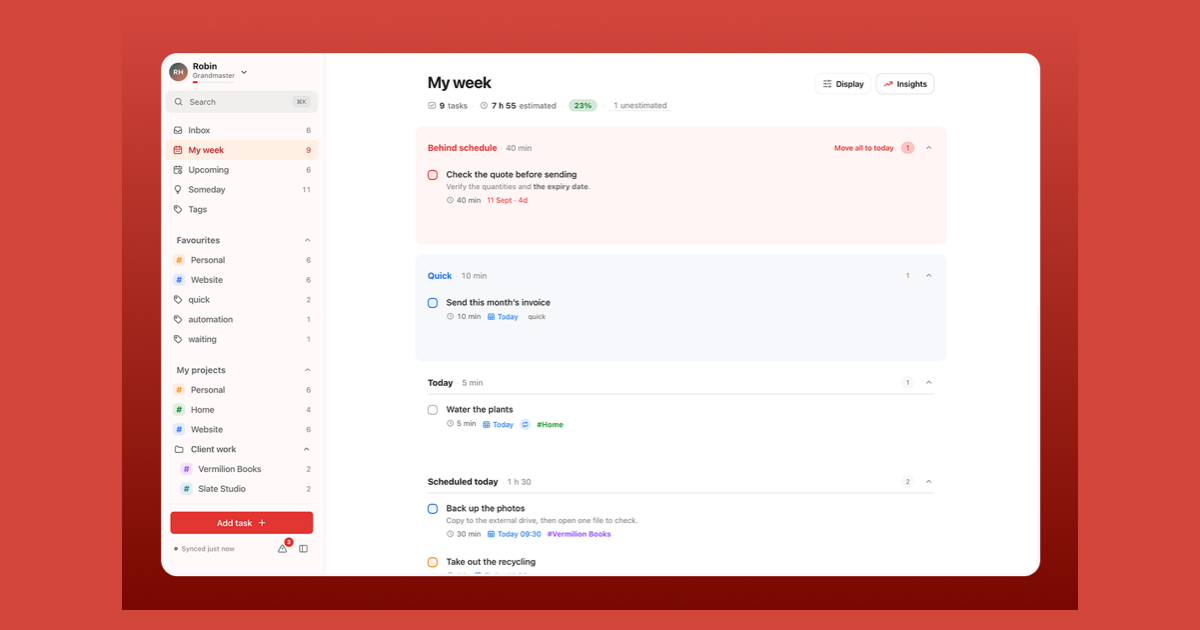 RH
Robin
Grandmaster
Search ⌘K
Inbox 6
My week 9
Upcoming 6
Someday 11
Tags
Favourites
# Personal 6
# Website 6
quick 2
automation 1
waiting 1
My projects
# Personal 6
# Home 4
# Website 6
Client work
# Vermilion Books 2
# Slate Studio 2
Add task +
Synced just now 3
My week
Display
Insights
9 tasks · 7 h 55 estimated · 23% · 1 unestimated
Behind schedule · 40 min Move all to today 1
Check the quote before sending
Verify the quantities and the expiry date.
40 min 11 Sept · 4d
Quick · 10 min 1
Send this month's invoice
10 min Today quick
Today · 5 min 1
Water the plants
5 min Today #Home
Scheduled today · 1 h 30 2
Back up the photos
Copy to the external drive, then open one file to check.
30 min Today 09:30 #Vermilion Books
Take out the recycling